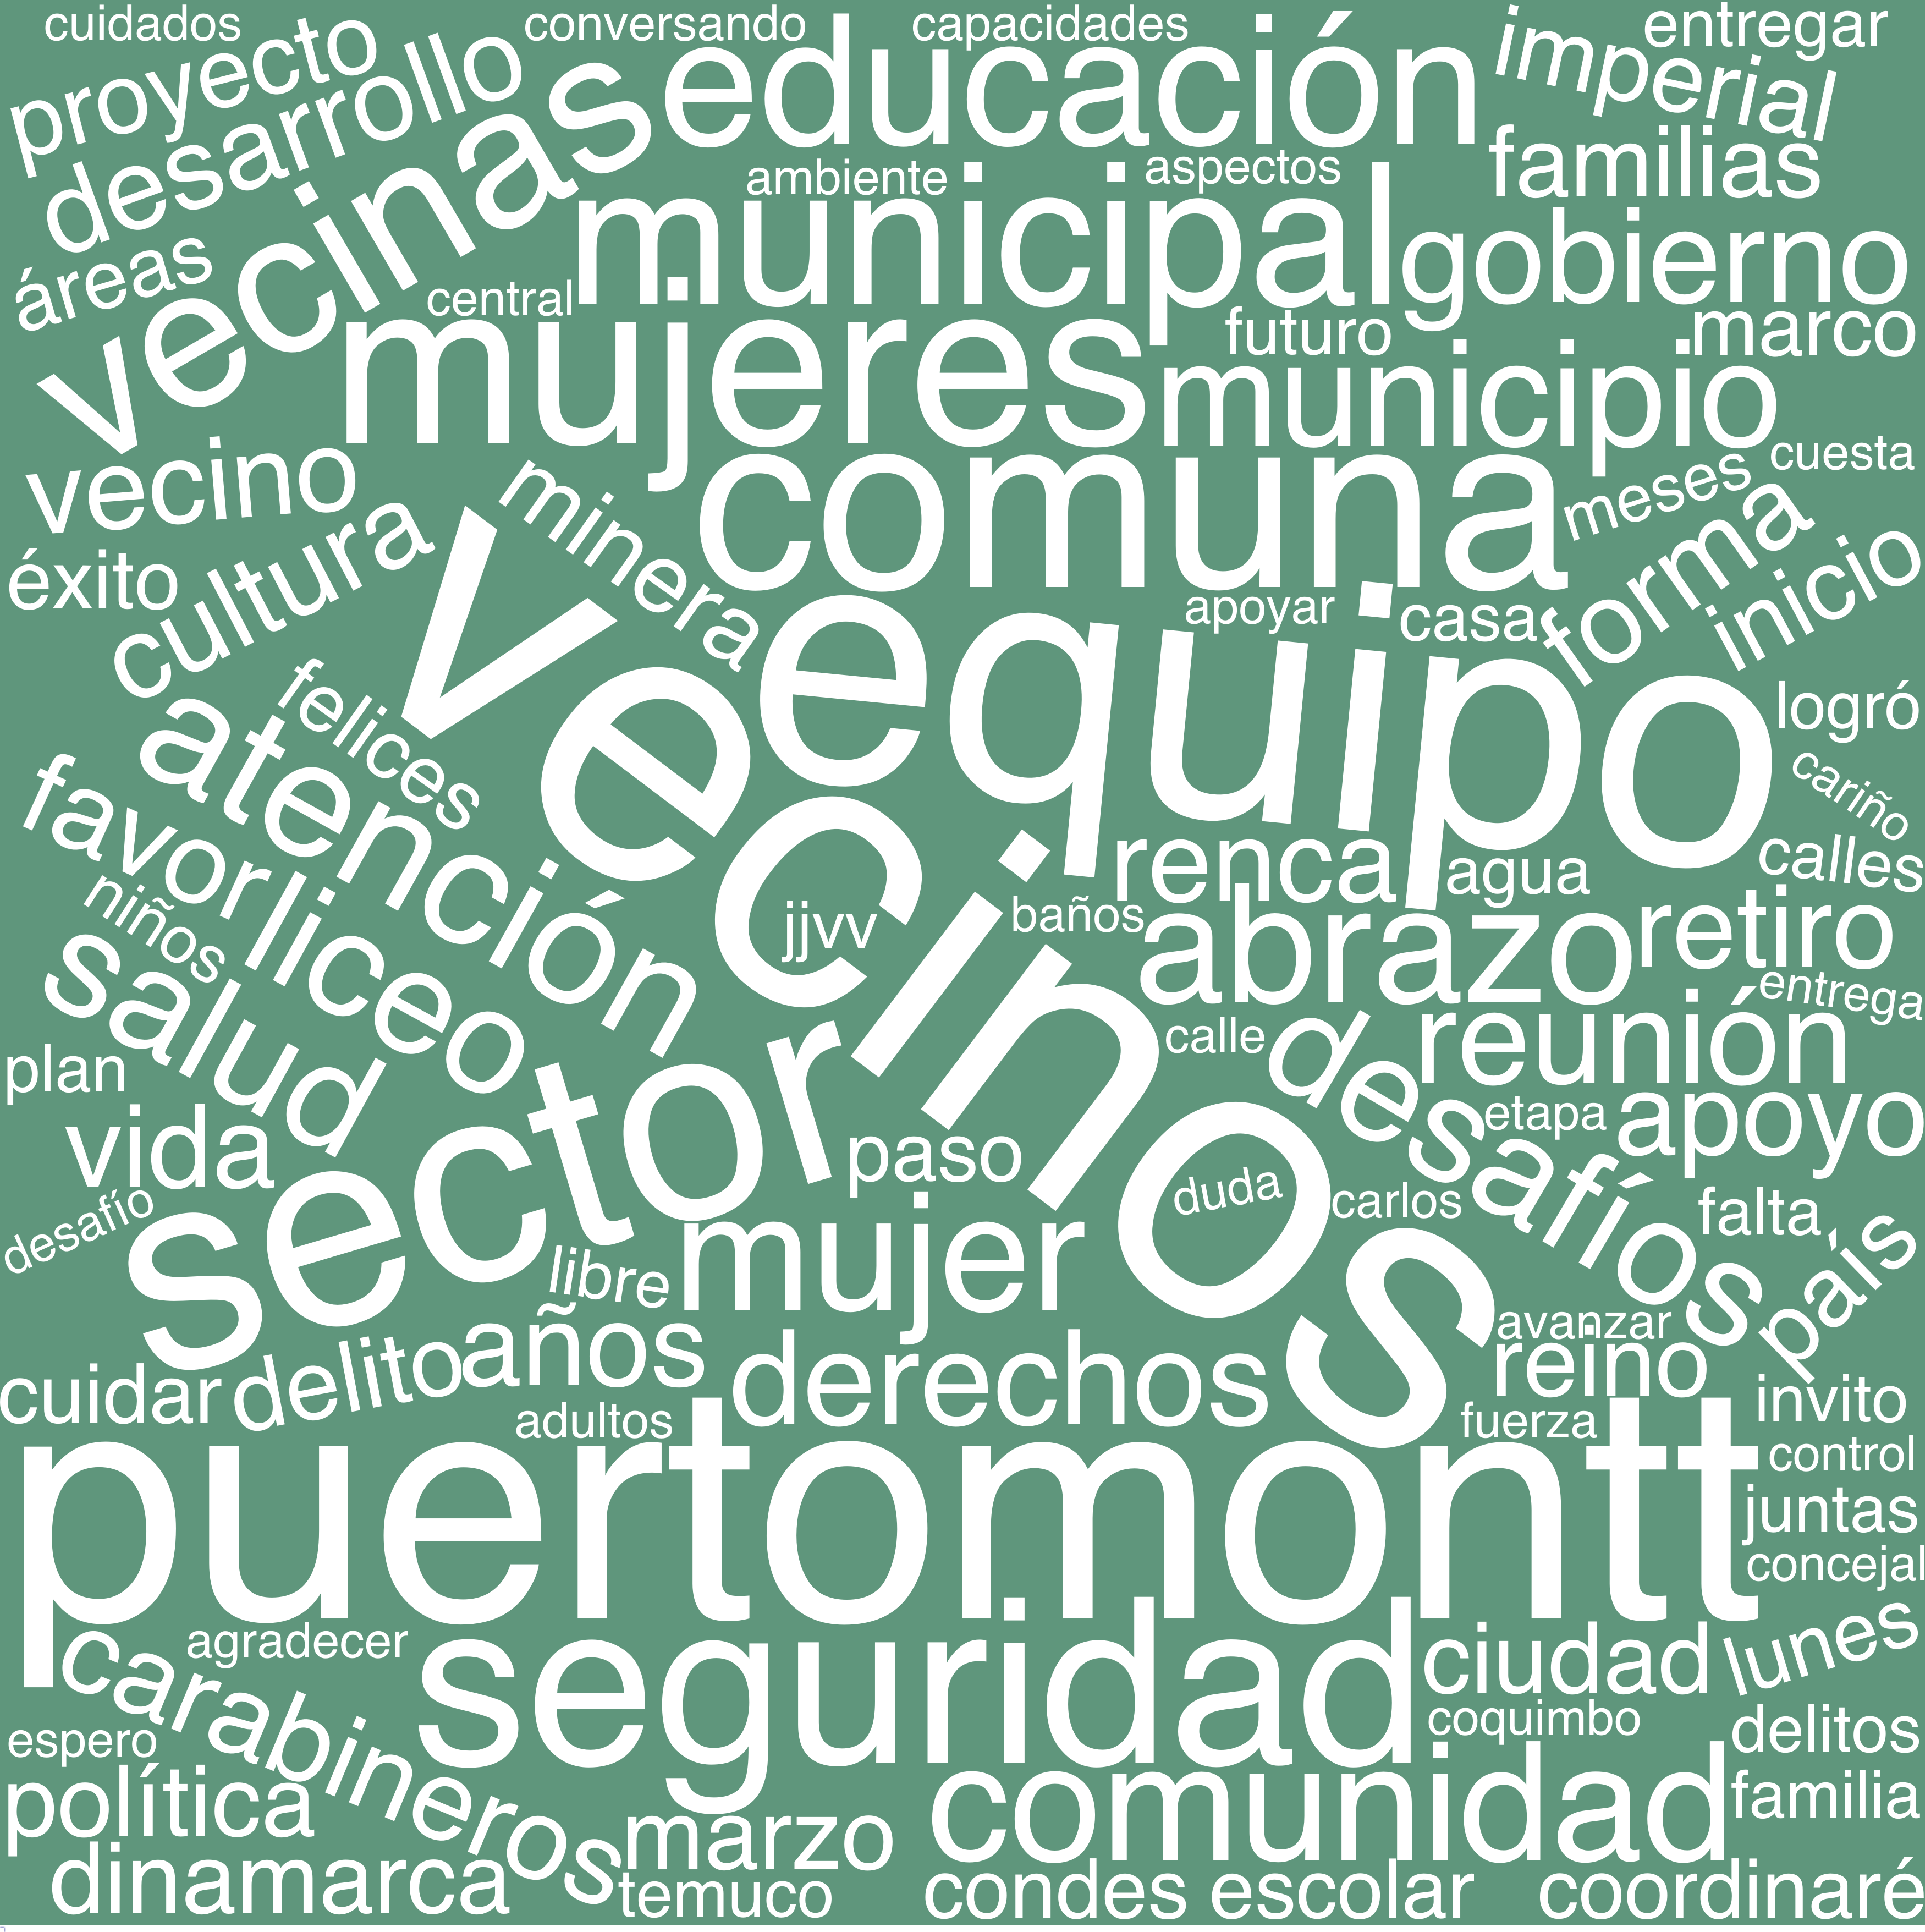 cuidados
conversando
capacidades
entregar
proyecto
desarrollo
educación
imperial
familias
vecinas
ambiente
aspectos
áreas
municipal
gobierno
central
mujeres
futuro
marco
municipio
vecino
cuesta
meses
comuna
minera
forma
inicio
éxito
cultura
apoyar
casa
equipo
vecinos
logró
felices
atención
cariño
favor
renca
agua
calles
niños
liceo
jjvv
baños
abrazo
retiro
salud
entrega
calle
reunión
plan
desafíos
sector
vida
paso
etapa
apoyo
duda
carlos
falta
desafío
país
mujer
libre
avanzar
reino
años
cuidar
delito
derechos
invito
adultos
fuerza
puertomontt
control
juntas
concejal
agradecer
carabineros
seguridad
ciudad
lunes
espero
coquimbo
delitos
política
comunidad
familia
marzo
dinamarca
temuco
condes
escolar
coordinaré